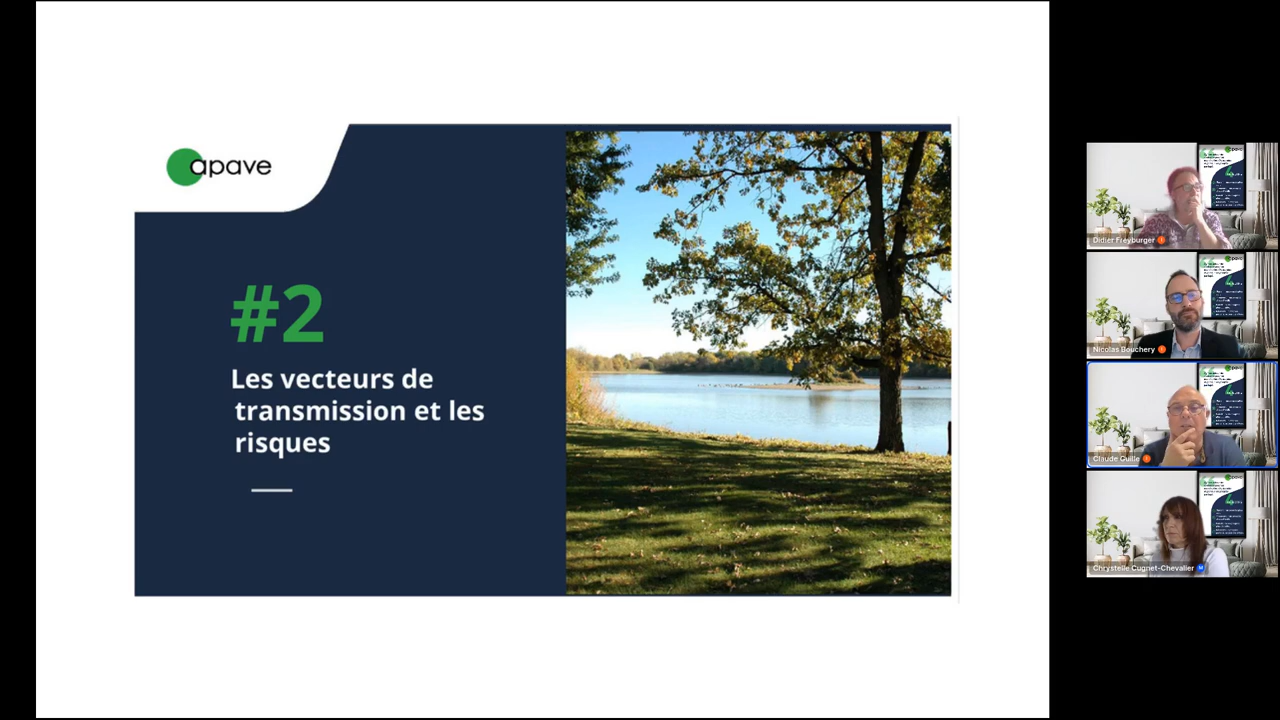 apave
#2
Les vecteurs de
transmission et les
risques
Didier Freyburger
Nicolas Bouchery
Claude Guille
Chrystelle Cugnet-Chevalier